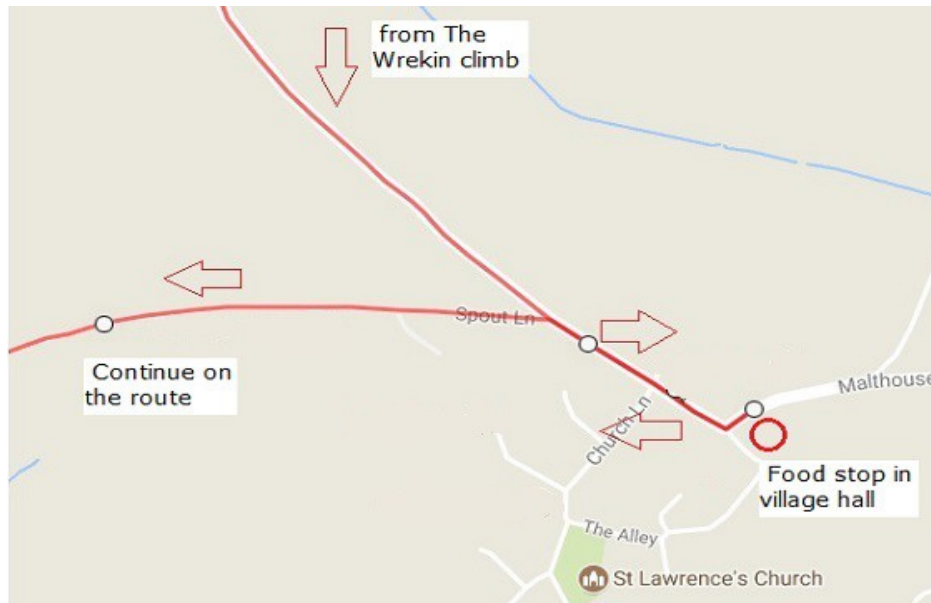 from The
Wrekin climb
Spout Ln
Continue on
the route
Malthouse
Church Ln
Food stop in
village hall
The Alley
St Lawrence's Church